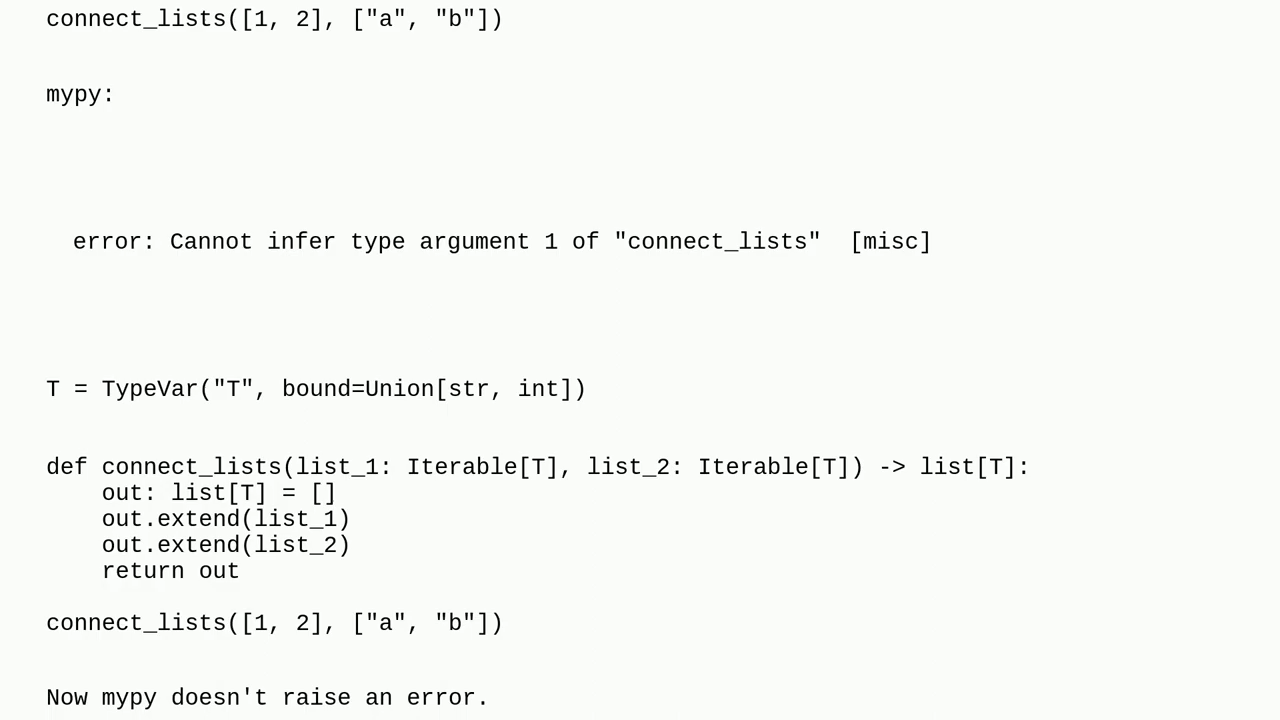 connect_lists([1, 2], ["a", "b"])
mypy:
error: Cannot infer type argument 1 of "connect_lists"  [misc]
T = TypeVar("T", bound=Union[str, int])
def connect_lists(list_1: Iterable[T], list_2: Iterable[T]) -> list[T]:
    out: list[T] = []
    out.extend(list_1)
    out.extend(list_2)
    return out
connect_lists([1, 2], ["a", "b"])
Now mypy doesn't raise an error.